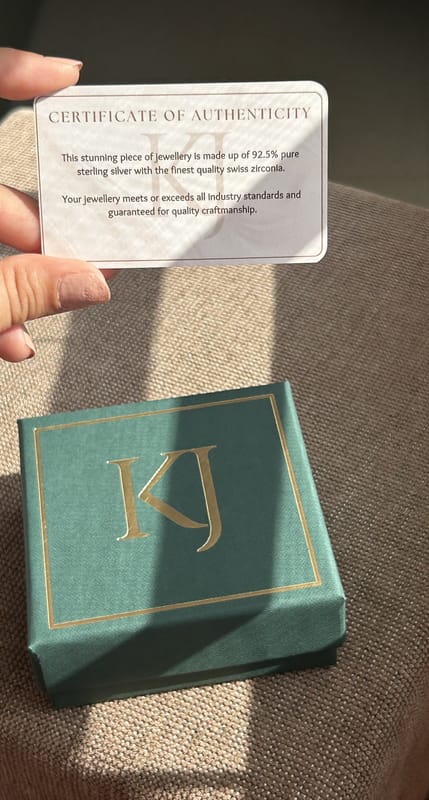 CERTIFICATE OF AUTHENTICITY
This stunning piece of jewellery is made up of 92.5% pure
sterling silver with the finest quality swiss zirconia.
Your jewellery meets or exceeds all industry standards and
guaranteed for quality craftmanship.
KJ
KJ